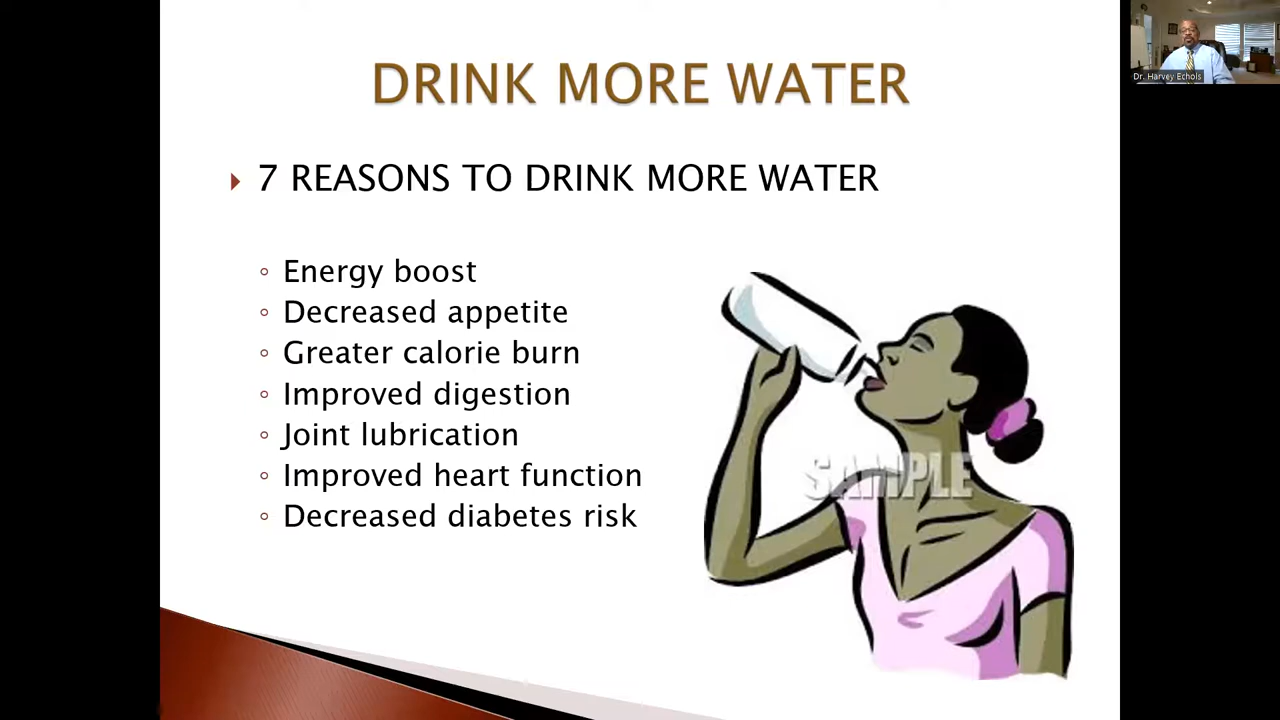 DRINK MORE WATER
Dr. Harvey Echols
7 REASONS TO DRINK MORE WATER
Energy boost
Decreased appetite
Greater calorie burn
Improved digestion
Joint lubrication
Improved heart function
Decreased diabetes risk
SAMPLE